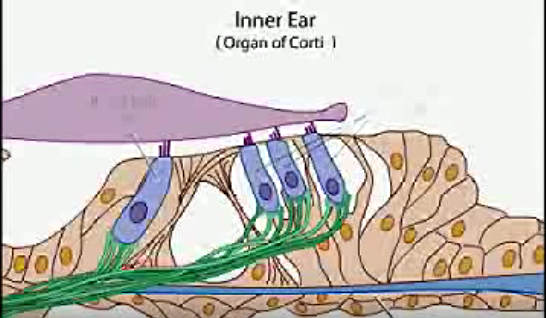 Inner Ear
( Organ of Corti )